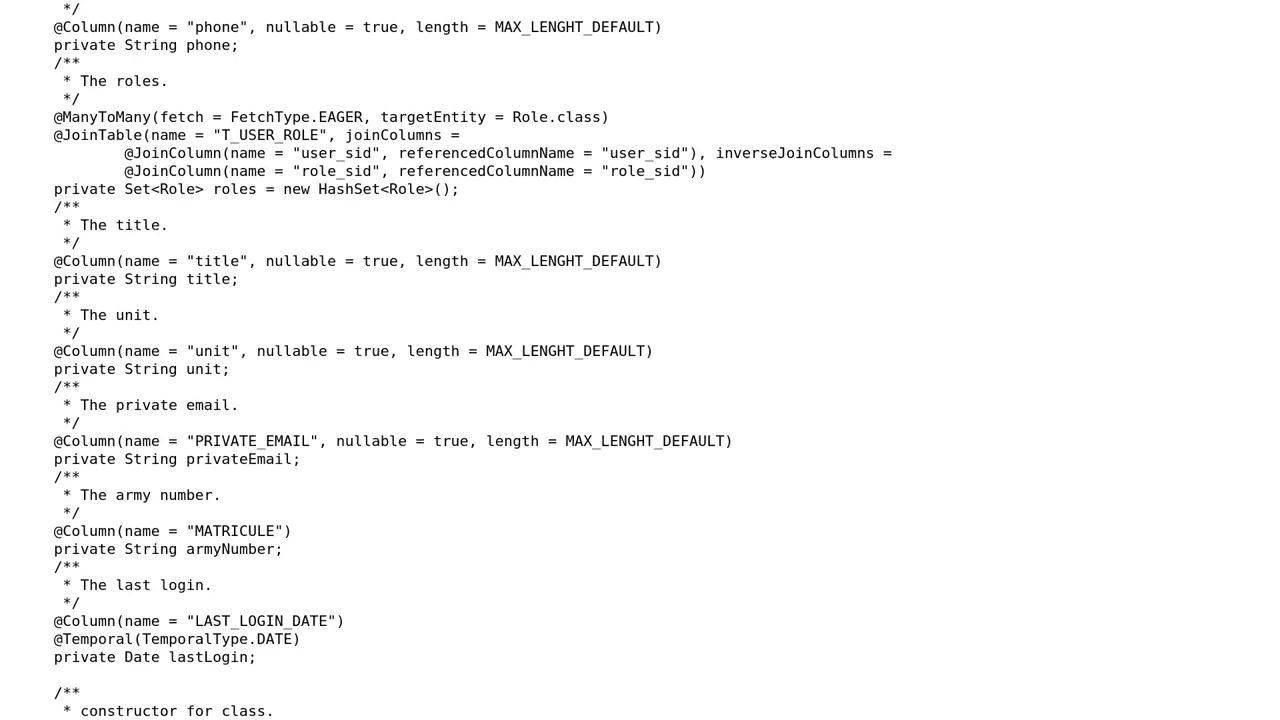 */
@Column(name = "phone", nullable = true, length = MAX_LENGHT_DEFAULT)
private String phone;
/**
* The roles.
*/
@ManyToMany(fetch = FetchType.EAGER, targetEntity = Role.class)
@JoinTable(name = "T_USER_ROLE", joinColumns =
@JoinColumn(name = "user_sid", referencedColumnName = "user_sid"), inverseJoinColumns =
@JoinColumn(name = "role_sid", referencedColumnName = "role_sid"))
private Set<Role> roles = new HashSet<Role>();
/**
* The title.
*/
@Column(name = "title", nullable = true, length = MAX_LENGHT_DEFAULT)
private String title;
/**
* The unit.
*/
@Column(name = "unit", nullable = true, length = MAX_LENGHT_DEFAULT)
private String unit;
/**
* The private email.
*/
@Column(name = "PRIVATE_EMAIL", nullable = true, length = MAX_LENGHT_DEFAULT)
private String privateEmail;
/**
* The army number.
*/
@Column(name = "MATRICULE")
private String armyNumber;
/**
* The last login.
*/
@Column(name = "LAST_LOGIN_DATE")
@Temporal(TemporalType.DATE)
private Date lastLogin;

/**
* constructor for class.